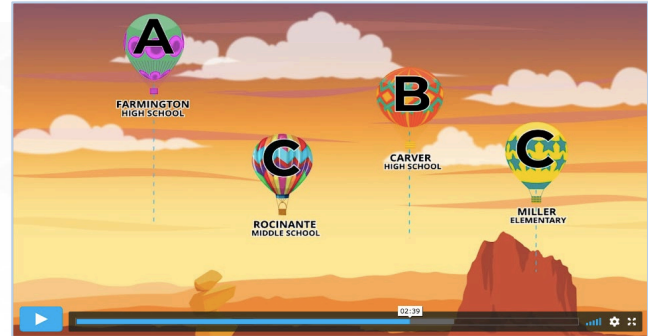 A
FARMINGTON
HIGH SCHOOL
B
CARVER
HIGH SCHOOL
C
ROCINANTE
MIDDLE SCHOOL
C
MILLER
ELEMENTARY
02:39